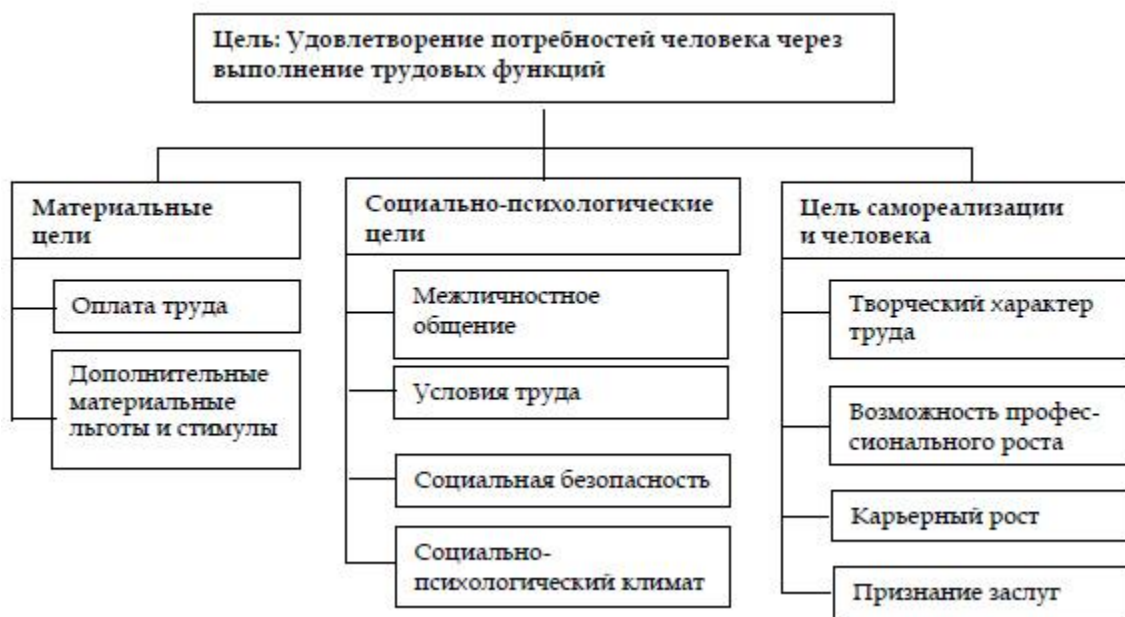 Цель: Удовлетворение потребностей человека через
выполнение трудовых функций
Материальные
цели
Оплата труда
Дополнительные
материальные
льготы и стимулы
Социально-психологические
цели
Межличностное
общение
Условия труда
Социальная безопасность
Социально-
психологический климат
Цель самореализации
и человека
Творческий характер
труда
Возможность профес-
сионального роста
Карьерный рост
Признание заслуг